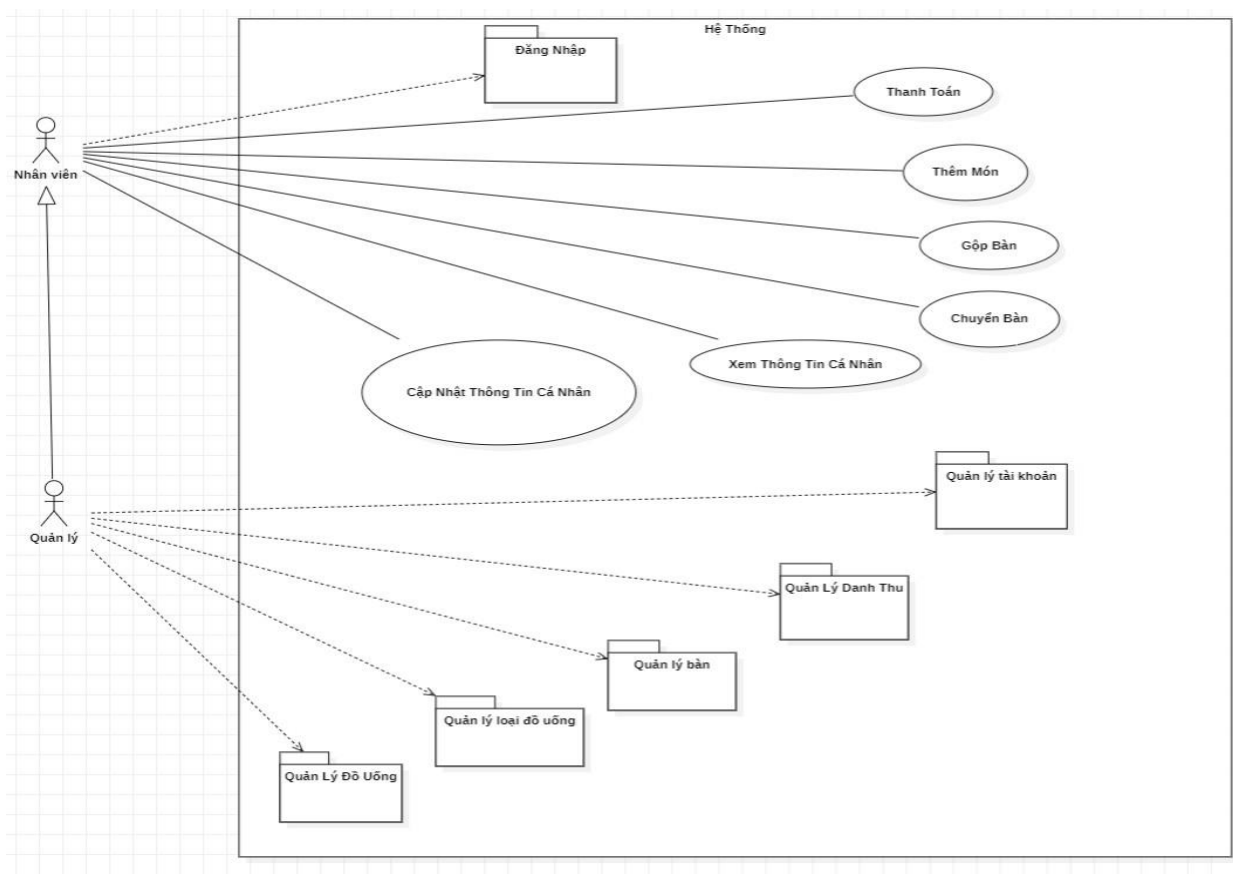 Hệ Thống
Đăng Nhập
Thanh Toán
Nhân viên
Thêm Món
Gộp Bàn
Chuyển Bàn
Xem Thông Tin Cá Nhân
Cập Nhật Thông Tin Cá Nhân
Quản lý tài khoản
Quản lý
Quản Lý Danh Thu
Quản lý bàn
Quản lý loại đồ uống
Quản Lý Đồ Uống